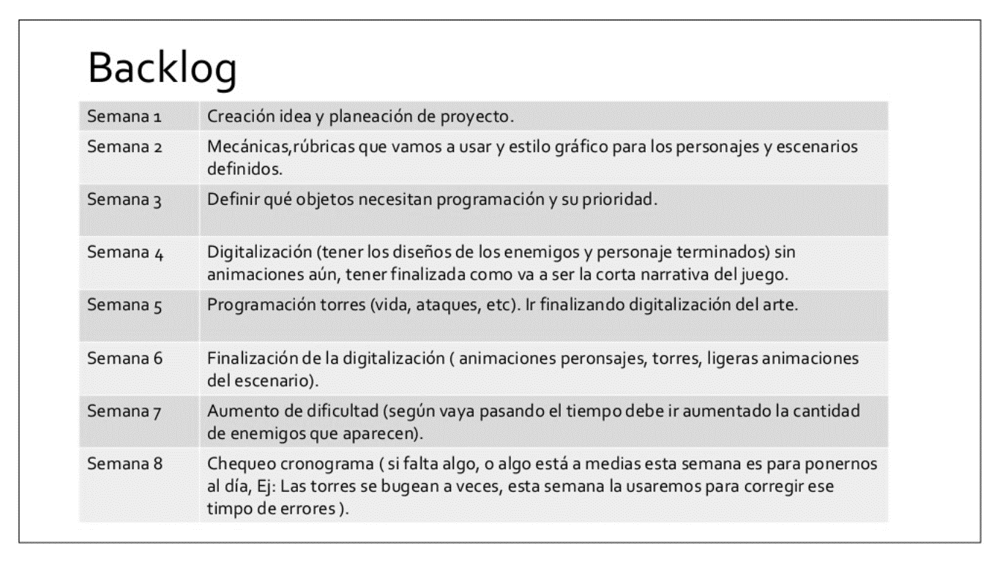 Backlog
Semana 1
Creación idea y planeación de proyecto.
Semana 2
Mecánicas,rúbricas que vamos a usar y estilo gráfico para los personajes y escenarios
definidos.
Semana 3
Definir qué objetos necesitan programación y su prioridad.
Semana 4
Digitalización (tener los diseños de los enemigos y personaje terminados) sin
animaciones aún, tener finalizada como va a ser la corta narrativa del juego.
Semana 5
Programación torres (vida, ataques, etc). Ir finalizando digitalización del arte.
Semana 6
Finalización de la digitalización ( animaciones peronsajes, torres, ligeras animaciones
del escenario).
Semana 7
Aumento de dificultad (según vaya pasando el tiempo debe ir aumentado la cantidad
de enemigos que aparecen).
Semana 8
Chequeo cronograma ( si falta algo, o algo está a medias esta semana es para ponernos
al día, Ej: Las torres se bugean a veces, esta semana la usaremos para corregir ese
timpo de errores ).